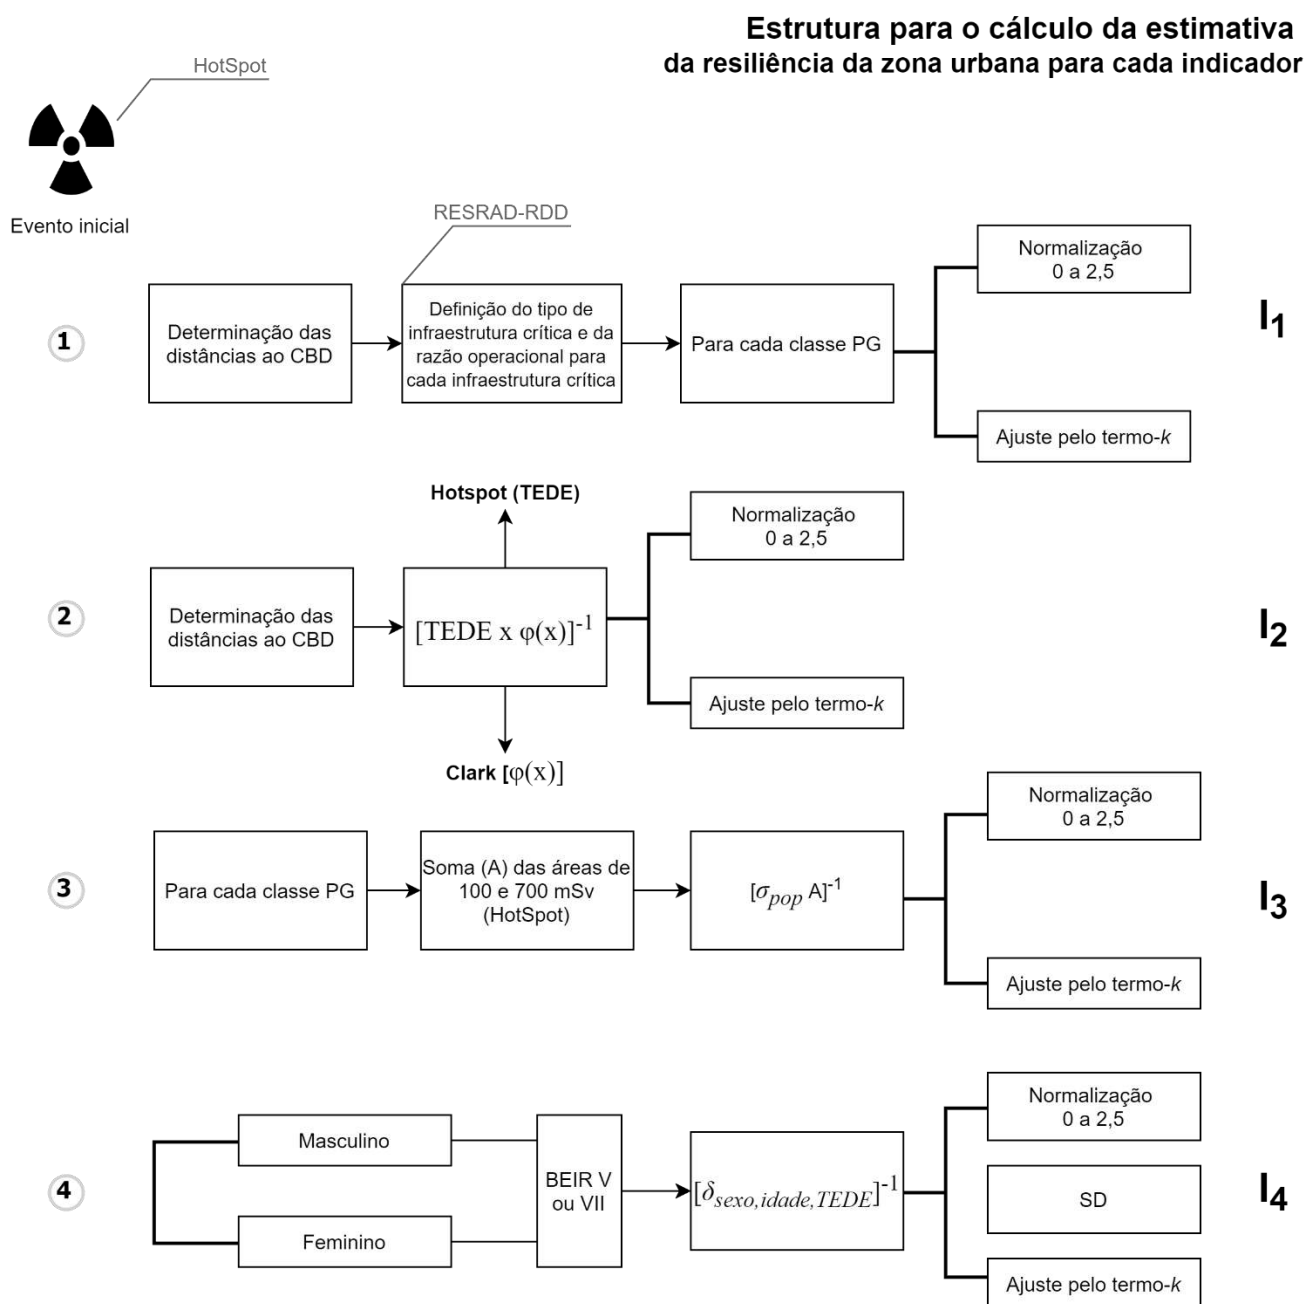 Estrutura para o cálculo da estimativa
da resiliência da zona urbana para cada indicador
HotSpot
Evento inicial
RESRAD-RDD
1
Determinação das
distâncias ao CBD
Definição do tipo de
infraestrutura crítica e da
razão operacional para
cada infraestrutura crítica
Para cada classe PG
Normalização
0 a 2,5
Ajuste pelo termo-k
I1
Hotspot (TEDE)
2
Determinação das
distâncias ao CBD
[TEDE x φ(x)]-1
Clark [φ(x)]
Normalização
0 a 2,5
Ajuste pelo termo-k
I2
3
Para cada classe PG
Soma (A) das áreas de
100 e 700 mSv
(HotSpot)
[σpop A]-1
Normalização
0 a 2,5
Ajuste pelo termo-k
I3
4
Masculino
Feminino
BEIR V
ou VII
[δsexo,idade,TEDE]-1
Normalização
0 a 2,5
SD
Ajuste pelo termo-k
I4